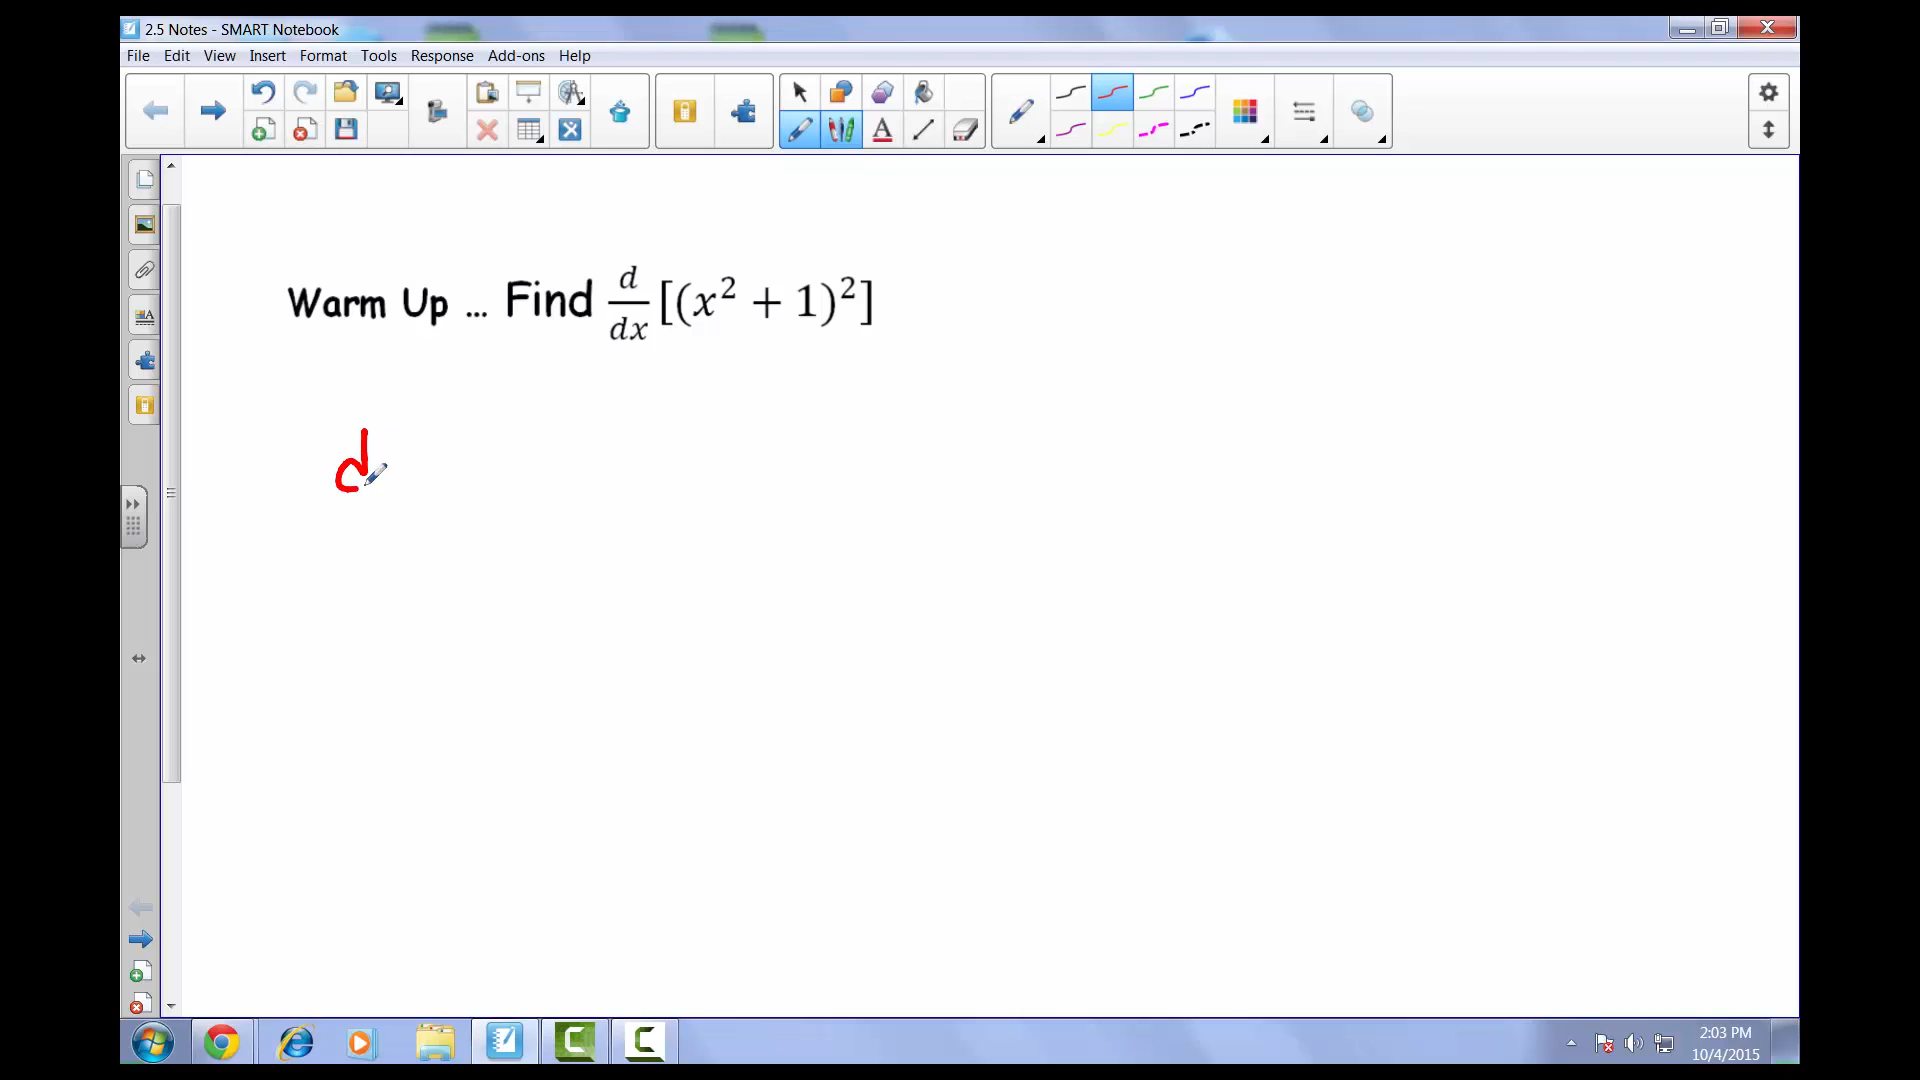 2.5 Notes - SMART Notebook
File Edit View Insert Format Tools Response Add-ons Help
Warm Up ... Find d/dx [(x² + 1)²]
d
2:03 PM
10/4/2015